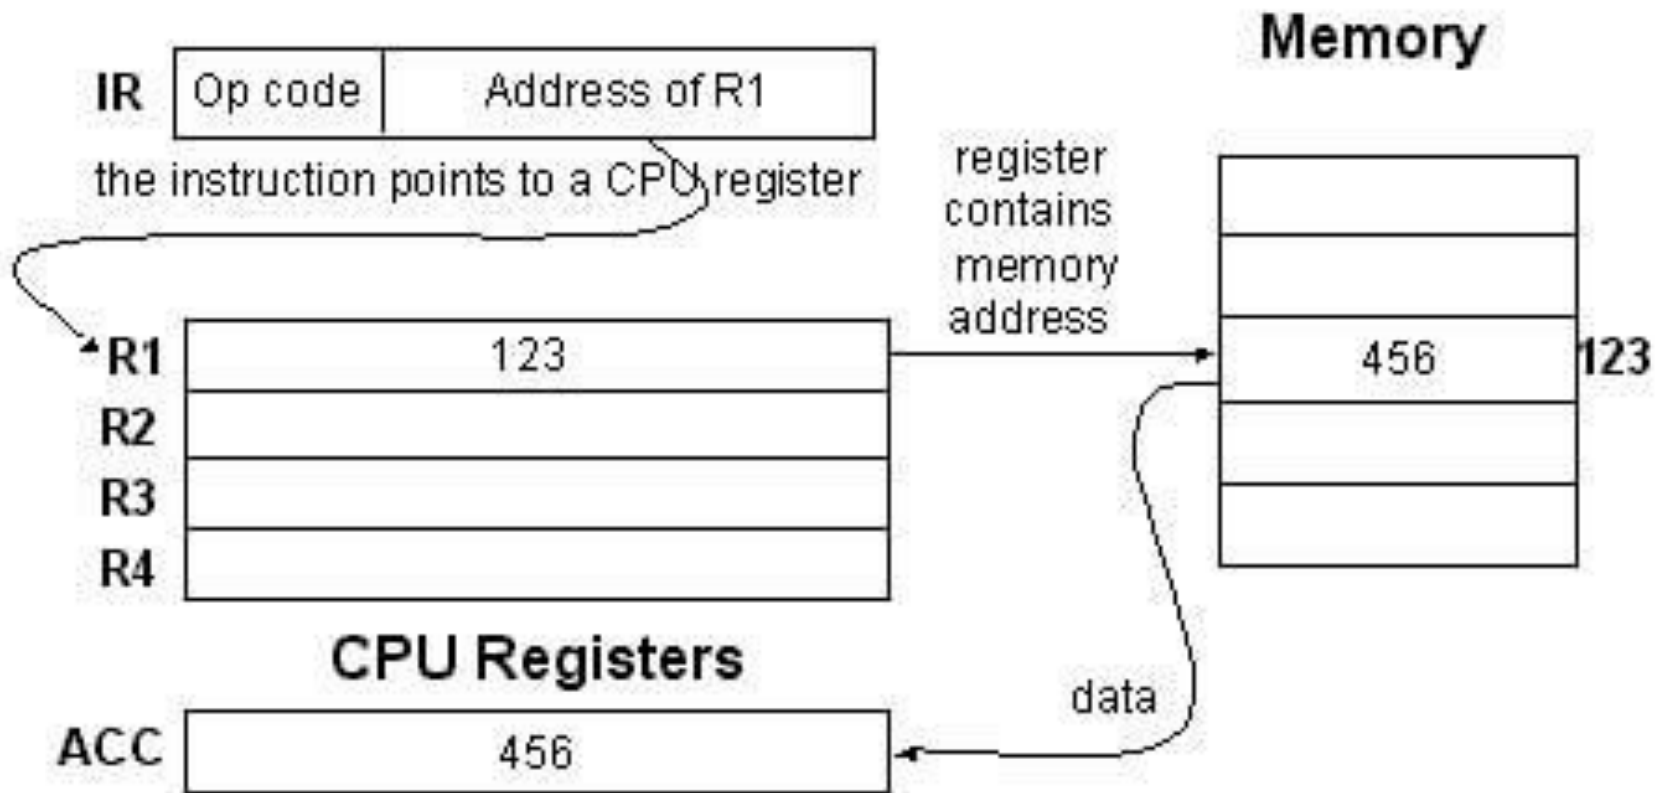 Memory
IR Op code Address of R1
the instruction points to a CPU register
register
contains
memory
address
R1 123
456 123
R2
R3
R4
CPU Registers
data
ACC 456